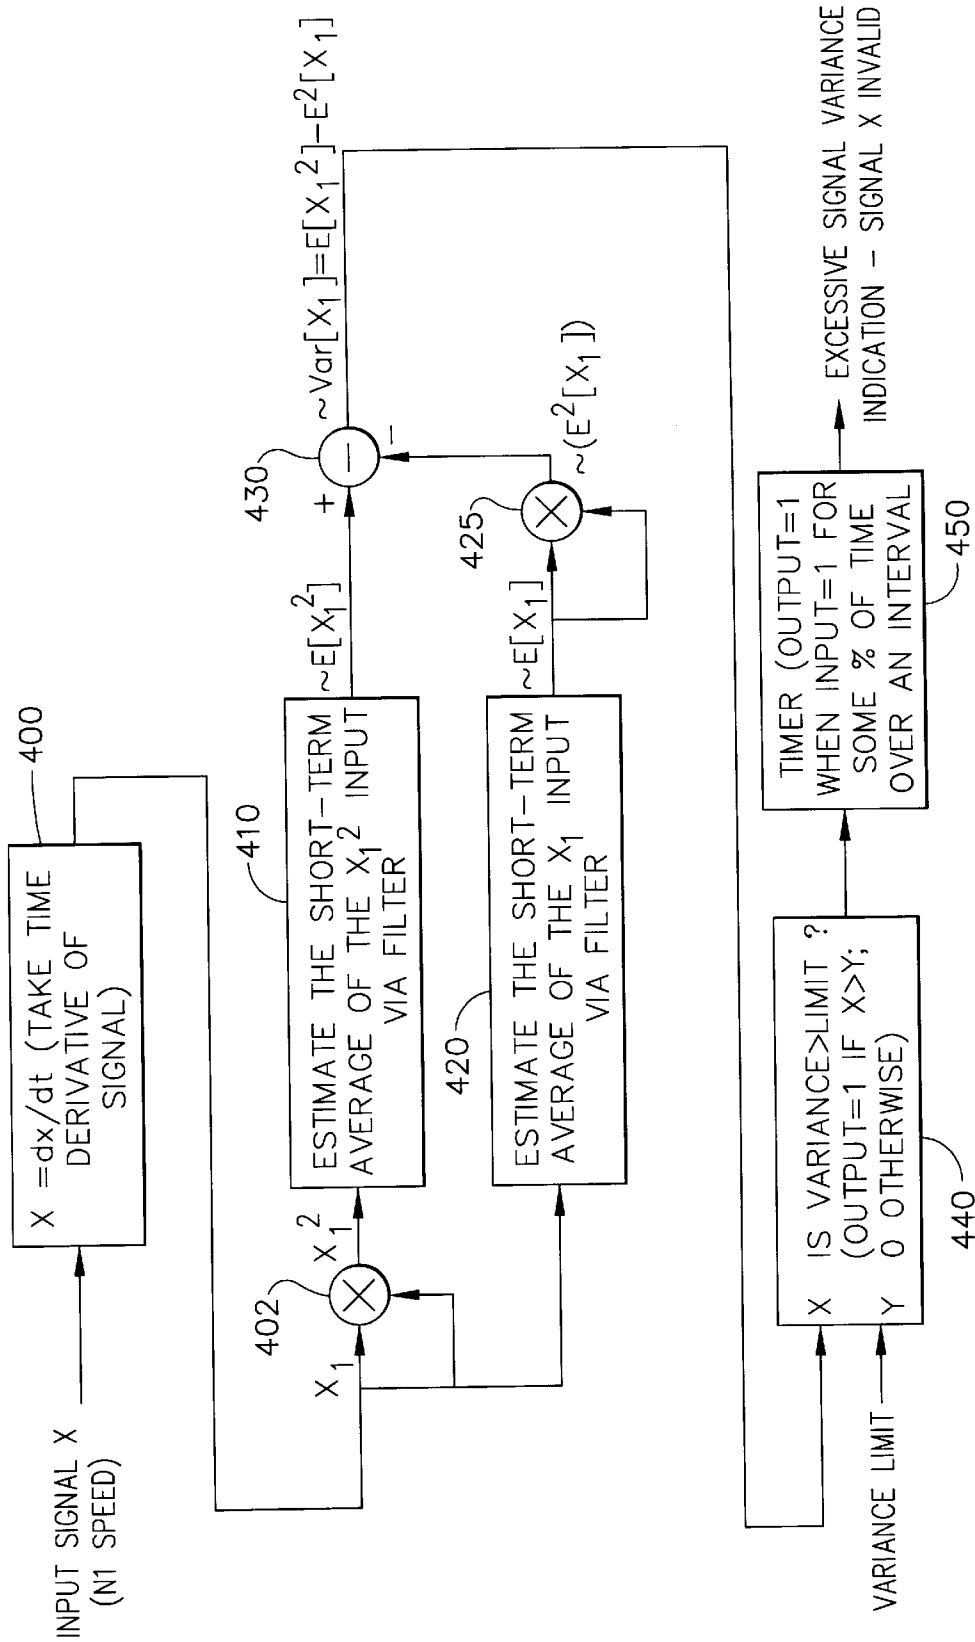 INPUT SIGNAL X
(N1 SPEED)
X =dx/dt (TAKE TIME
DERIVATIVE OF
SIGNAL)
400
X₁
402
X₁²
ESTIMATE THE SHORT-TERM
AVERAGE OF THE X₁² INPUT
VIA FILTER
410
~E[X₁²]
+
430
−
−
~Var[X₁]=E[X₁²]−E²[X₁]
420
ESTIMATE THE SHORT-TERM
AVERAGE OF THE X₁ INPUT
VIA FILTER
~E[X₁]
425
~(E²[X₁])
VARIANCE LIMIT
X IS VARIANCE>LIMIT ?
(OUTPUT=1 IF X>Y;
Y 0 OTHERWISE)
440
TIMER (OUTPUT=1
WHEN INPUT=1 FOR
SOME % OF TIME
OVER AN INTERVAL
450
EXCESSIVE SIGNAL VARIANCE
INDICATION – SIGNAL X INVALID